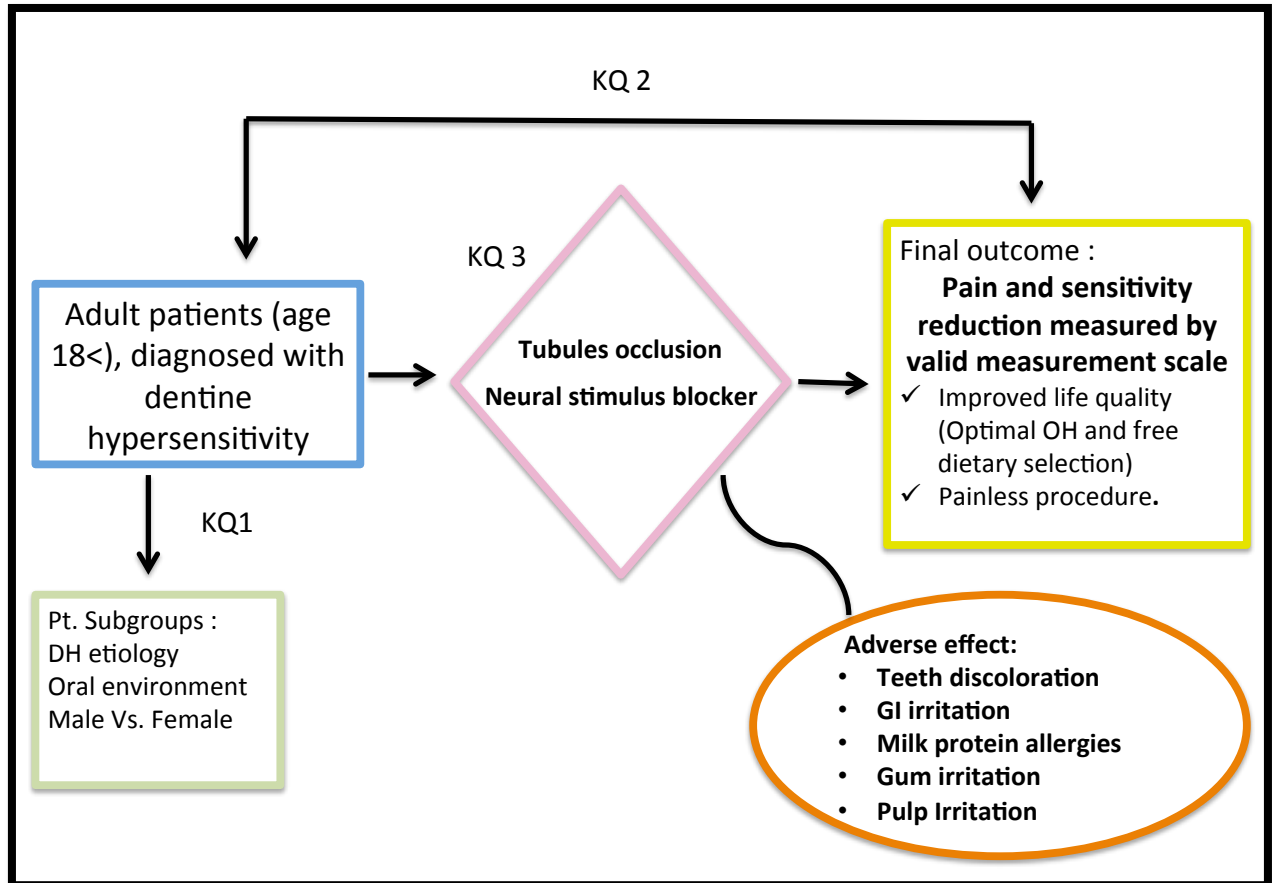 KQ 2
Adult patients (age
18<), diagnosed with
dentine
hypersensitivity
KQ1
Pt. Subgroups :
DH etiology
Oral environment
Male Vs. Female
KQ 3
Tubules occlusion
Neural stimulus blocker
Final outcome :
Pain and sensitivity
reduction measured by
valid measurement scale
✓ Improved life quality
(Optimal OH and free
dietary selection)
✓ Painless procedure.
Adverse effect:
• Teeth discoloration
• GI irritation
• Milk protein allergies
• Gum irritation
• Pulp Irritation